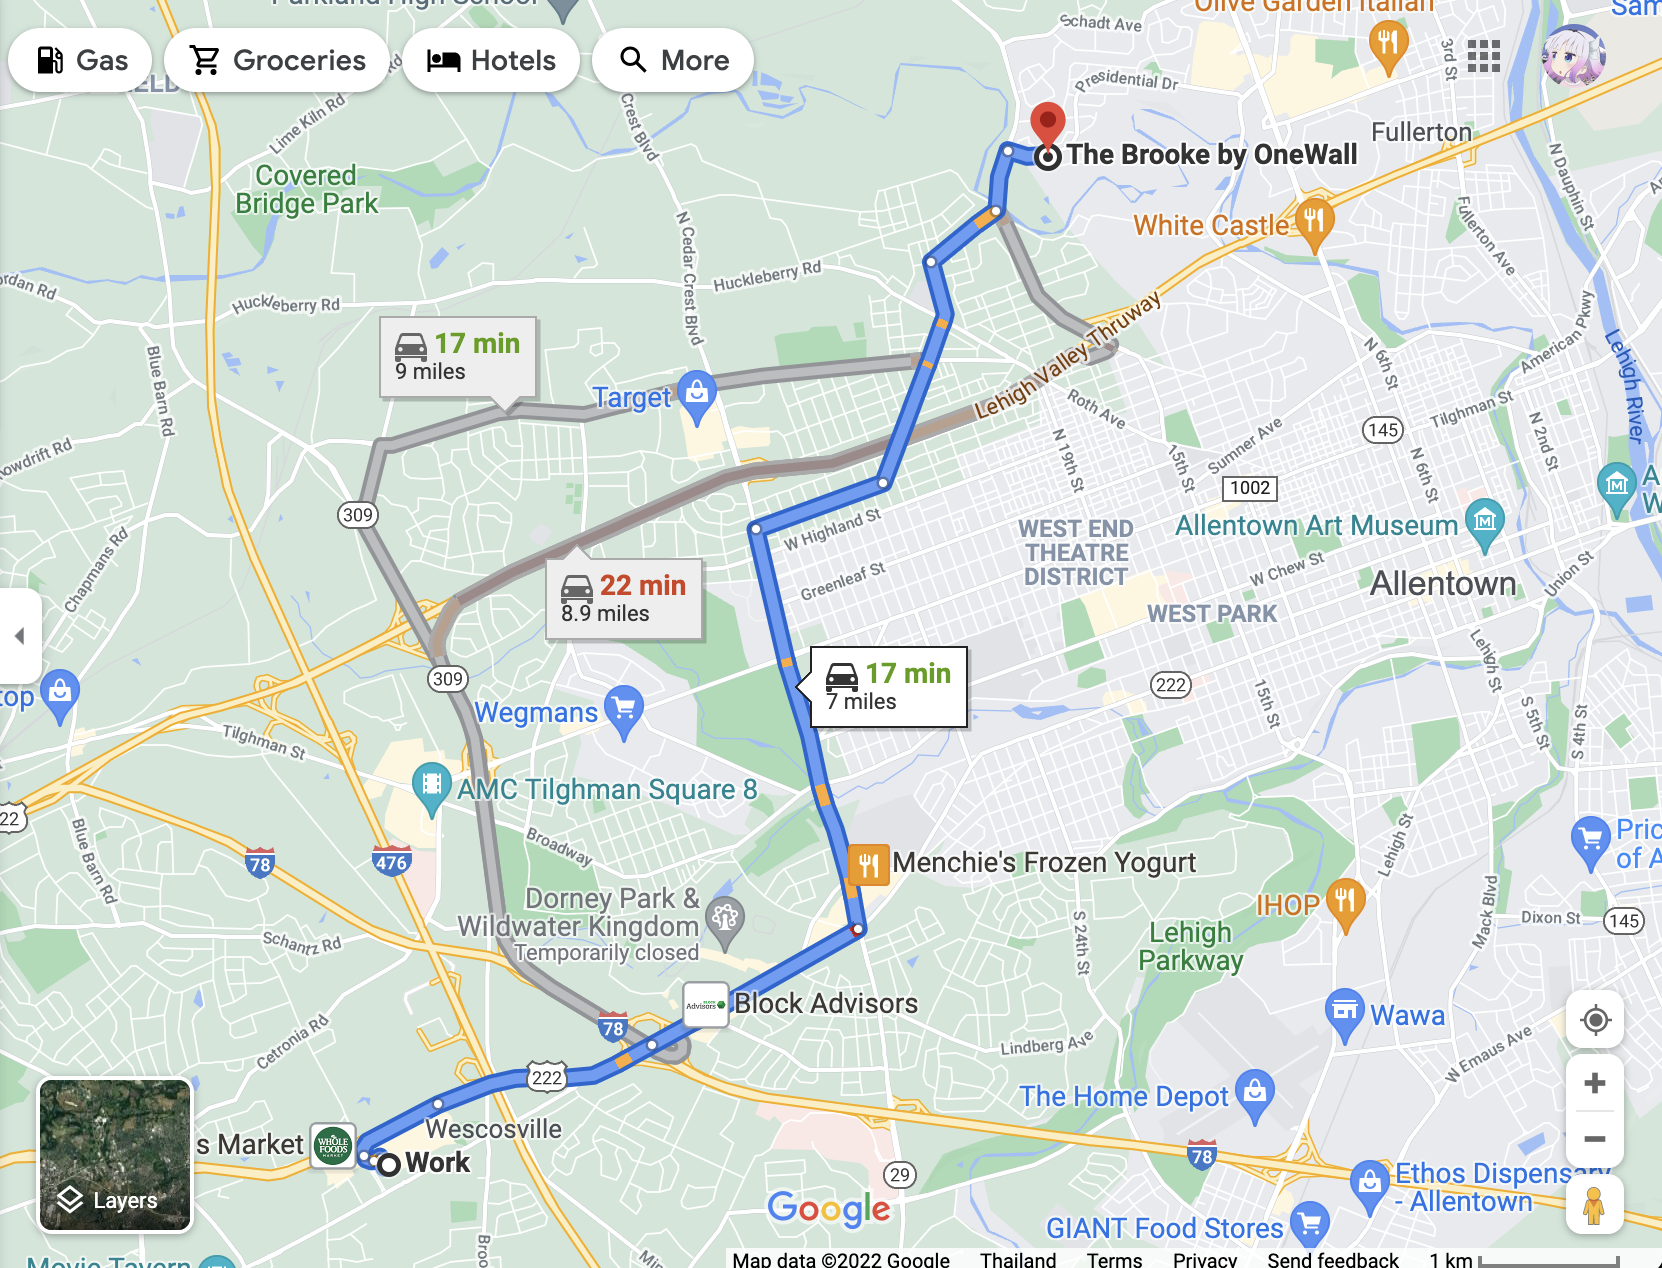 Parkland High School
Schadt Ave
Olive Garden Italian
Sam
Gas
Groceries
Hotels
More
3rd St
Presidential Dr
Lime Kiln Rd
Crest Blvd
Fullerton
N Dauphin St
The Brooke by OneWall
Covered
Bridge Park
N Cedar Crest Blvd
White Castle
Fullerton Ave
Huckleberry Rd
Huckleberry Rd
ordan Rd
Lehigh Valley Thruway
American Pkwy
Lehigh River
N 6th St
17 min
9 miles
Blue Barn Rd
Target
Roth Ave
Tilghman St
145
N 2nd St
Sumner Ave
15th St
N 19th St
N 6th St
owdrift Rd
1002
309
W Highland St
WEST END
THEATRE
DISTRICT
Allentown Art Museum
A
W
Chapmans Rd
Greenleaf St
W Chew St
Allentown
Union St
22 min
8.9 miles
WEST PARK
Lehigh St
309
17 min
7 miles
222
15th St
top
Wegmans
S 5th St
S 4th St
Tilghman St
AMC Tilghman Square 8
22
Blue Barn Rd
Broadway
78
476
Menchie's Frozen Yogurt
Lehigh St
Pric
of A
Dorney Park &
Wildwater Kingdom
Temporarily closed
IHOP
Mack Blvd
Dixon St
145
S 24th St
Lehigh
Parkway
Schantz Rd
Advisors
Block Advisors
78
Wawa
Cetronia Rd
Lindberg Ave
W Emaus Ave
222
The Home Depot
Wescosville
s Market
WHOLE
FOODS
MARKET
Work
78
29
Ethos Dispensary
- Allentown
Layers
Google
GIANT Food Stores
Movie Tavern
Map data ©2022 Google
Thailand
Terms
Privacy
Send feedback
1 km